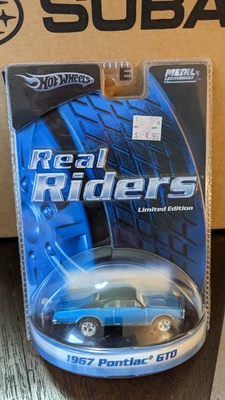 SUBA
HOT WHEELS
METAL
Real
Riders
Limited Edition
1967 Pontiac® GTO